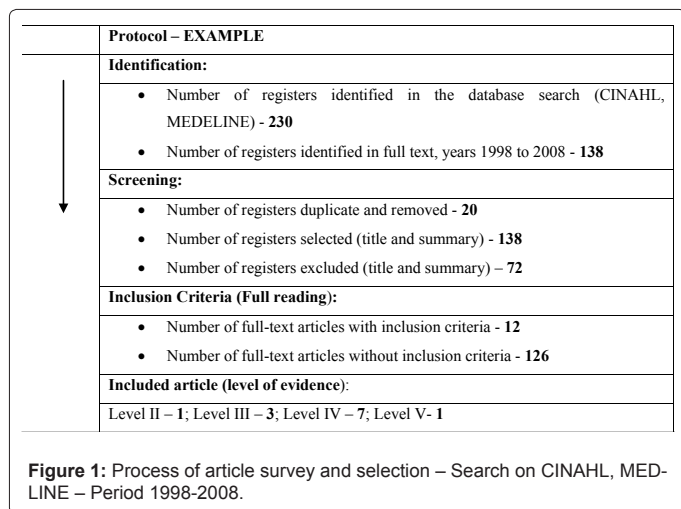 Protocol – EXAMPLE
Identification:
• Number of registers identified in the database search (CINAHL,
MEDELINE) - 230
• Number of registers identified in full text, years 1998 to 2008 - 138
Screening:
• Number of registers duplicate and removed - 20
• Number of registers selected (title and summary) - 138
• Number of registers excluded (title and summary) – 72
Inclusion Criteria (Full reading):
• Number of full-text articles with inclusion criteria - 12
• Number of full-text articles without inclusion criteria - 126
Included article (level of evidence):
Level II – 1; Level III – 3; Level IV – 7; Level V- 1
Figure 1: Process of article survey and selection – Search on CINAHL, MED-
LINE – Period 1998-2008.